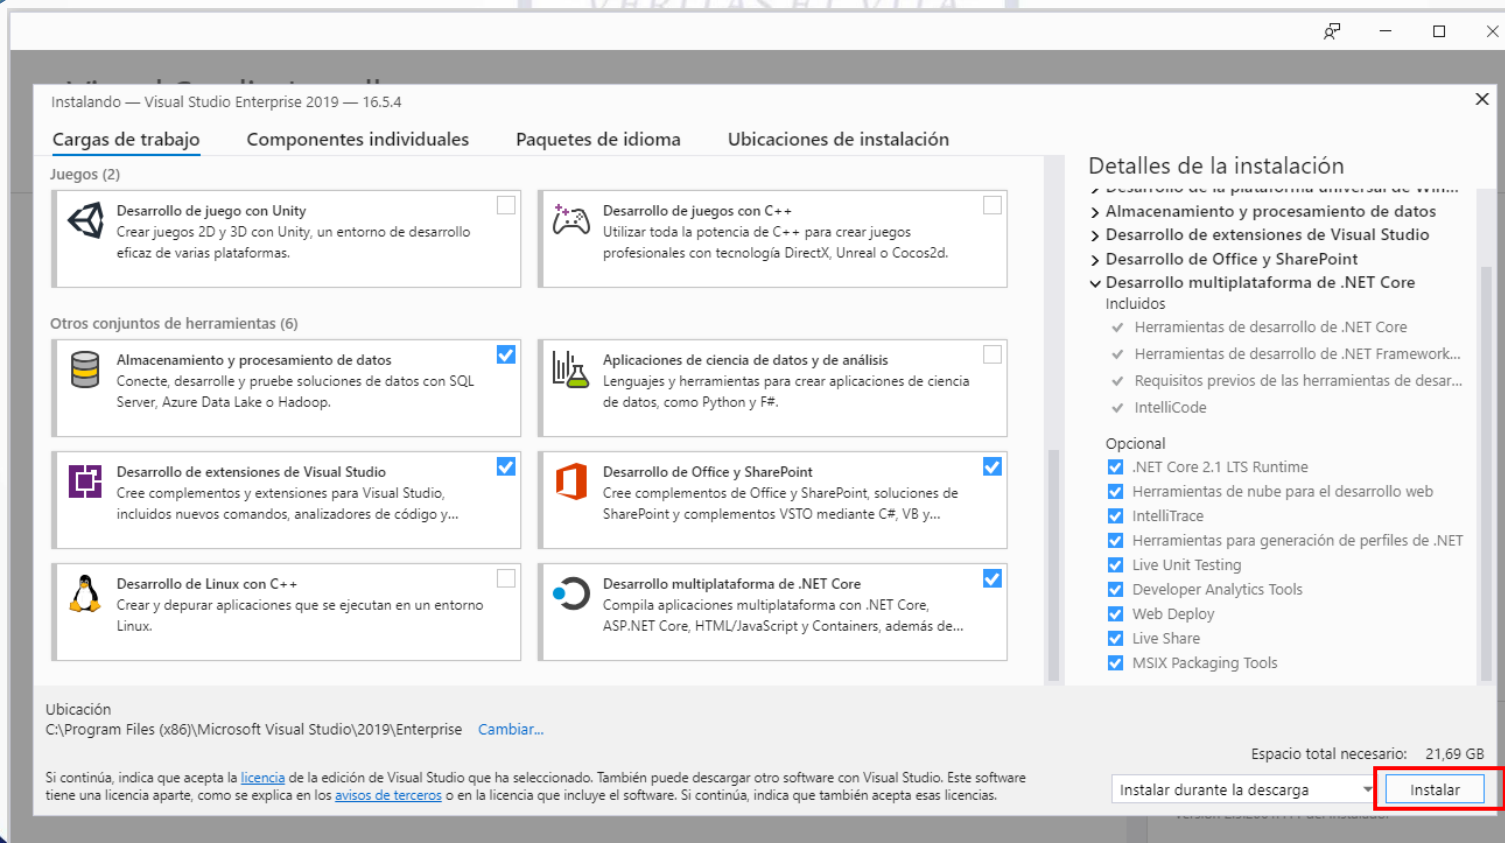 VERITAS ET VITA
Instalando — Visual Studio Enterprise 2019 — 16.5.4
Cargas de trabajo
Componentes individuales
Paquetes de idioma
Ubicaciones de instalación
Juegos (2)
Desarrollo de juego con Unity
Crear juegos 2D y 3D con Unity, un entorno de desarrollo
eficaz de varias plataformas.
Desarrollo de juegos con C++
Utilizar toda la potencia de C++ para crear juegos
profesionales con tecnología DirectX, Unreal o Cocos2d.
Otros conjuntos de herramientas (6)
Almacenamiento y procesamiento de datos
Conecte, desarrolle y pruebe soluciones de datos con SQL
Server, Azure Data Lake o Hadoop.
Aplicaciones de ciencia de datos y de análisis
Lenguajes y herramientas para crear aplicaciones de ciencia
de datos, como Python y F#.
Desarrollo de extensiones de Visual Studio
Cree complementos y extensiones para Visual Studio,
incluidos nuevos comandos, analizadores de código y...
Desarrollo de Office y SharePoint
Cree complementos de Office y SharePoint, soluciones de
SharePoint y complementos VSTO mediante C#, VB y...
Desarrollo de Linux con C++
Crear y depurar aplicaciones que se ejecutan en un entorno
Linux.
Desarrollo multiplataforma de .NET Core
Compila aplicaciones multiplataforma con .NET Core,
ASP.NET Core, HTML/JavaScript y Containers, además de...
Detalles de la instalación
Desarrollo de la plataforma universal de Win...
Almacenamiento y procesamiento de datos
Desarrollo de extensiones de Visual Studio
Desarrollo de Office y SharePoint
Desarrollo multiplataforma de .NET Core
Incluidos
Herramientas de desarrollo de .NET Core
Herramientas de desarrollo de .NET Framework...
Requisitos previos de las herramientas de desar...
IntelliCode
Opcional
.NET Core 2.1 LTS Runtime
Herramientas de nube para el desarrollo web
IntelliTrace
Herramientas para generación de perfiles de .NET
Live Unit Testing
Developer Analytics Tools
Web Deploy
Live Share
MSIX Packaging Tools
Ubicación
C:\Program Files (x86)\Microsoft Visual Studio\2019\Enterprise Cambiar...
Espacio total necesario: 21,69 GB
Si continúa, indica que acepta la licencia de la edición de Visual Studio que ha seleccionado. También puede descargar otro software con Visual Studio. Este software
tiene una licencia aparte, como se explica en los avisos de terceros o en la licencia que incluye el software. Si continúa, indica que también acepta esas licencias.
Instalar durante la descarga
Instalar